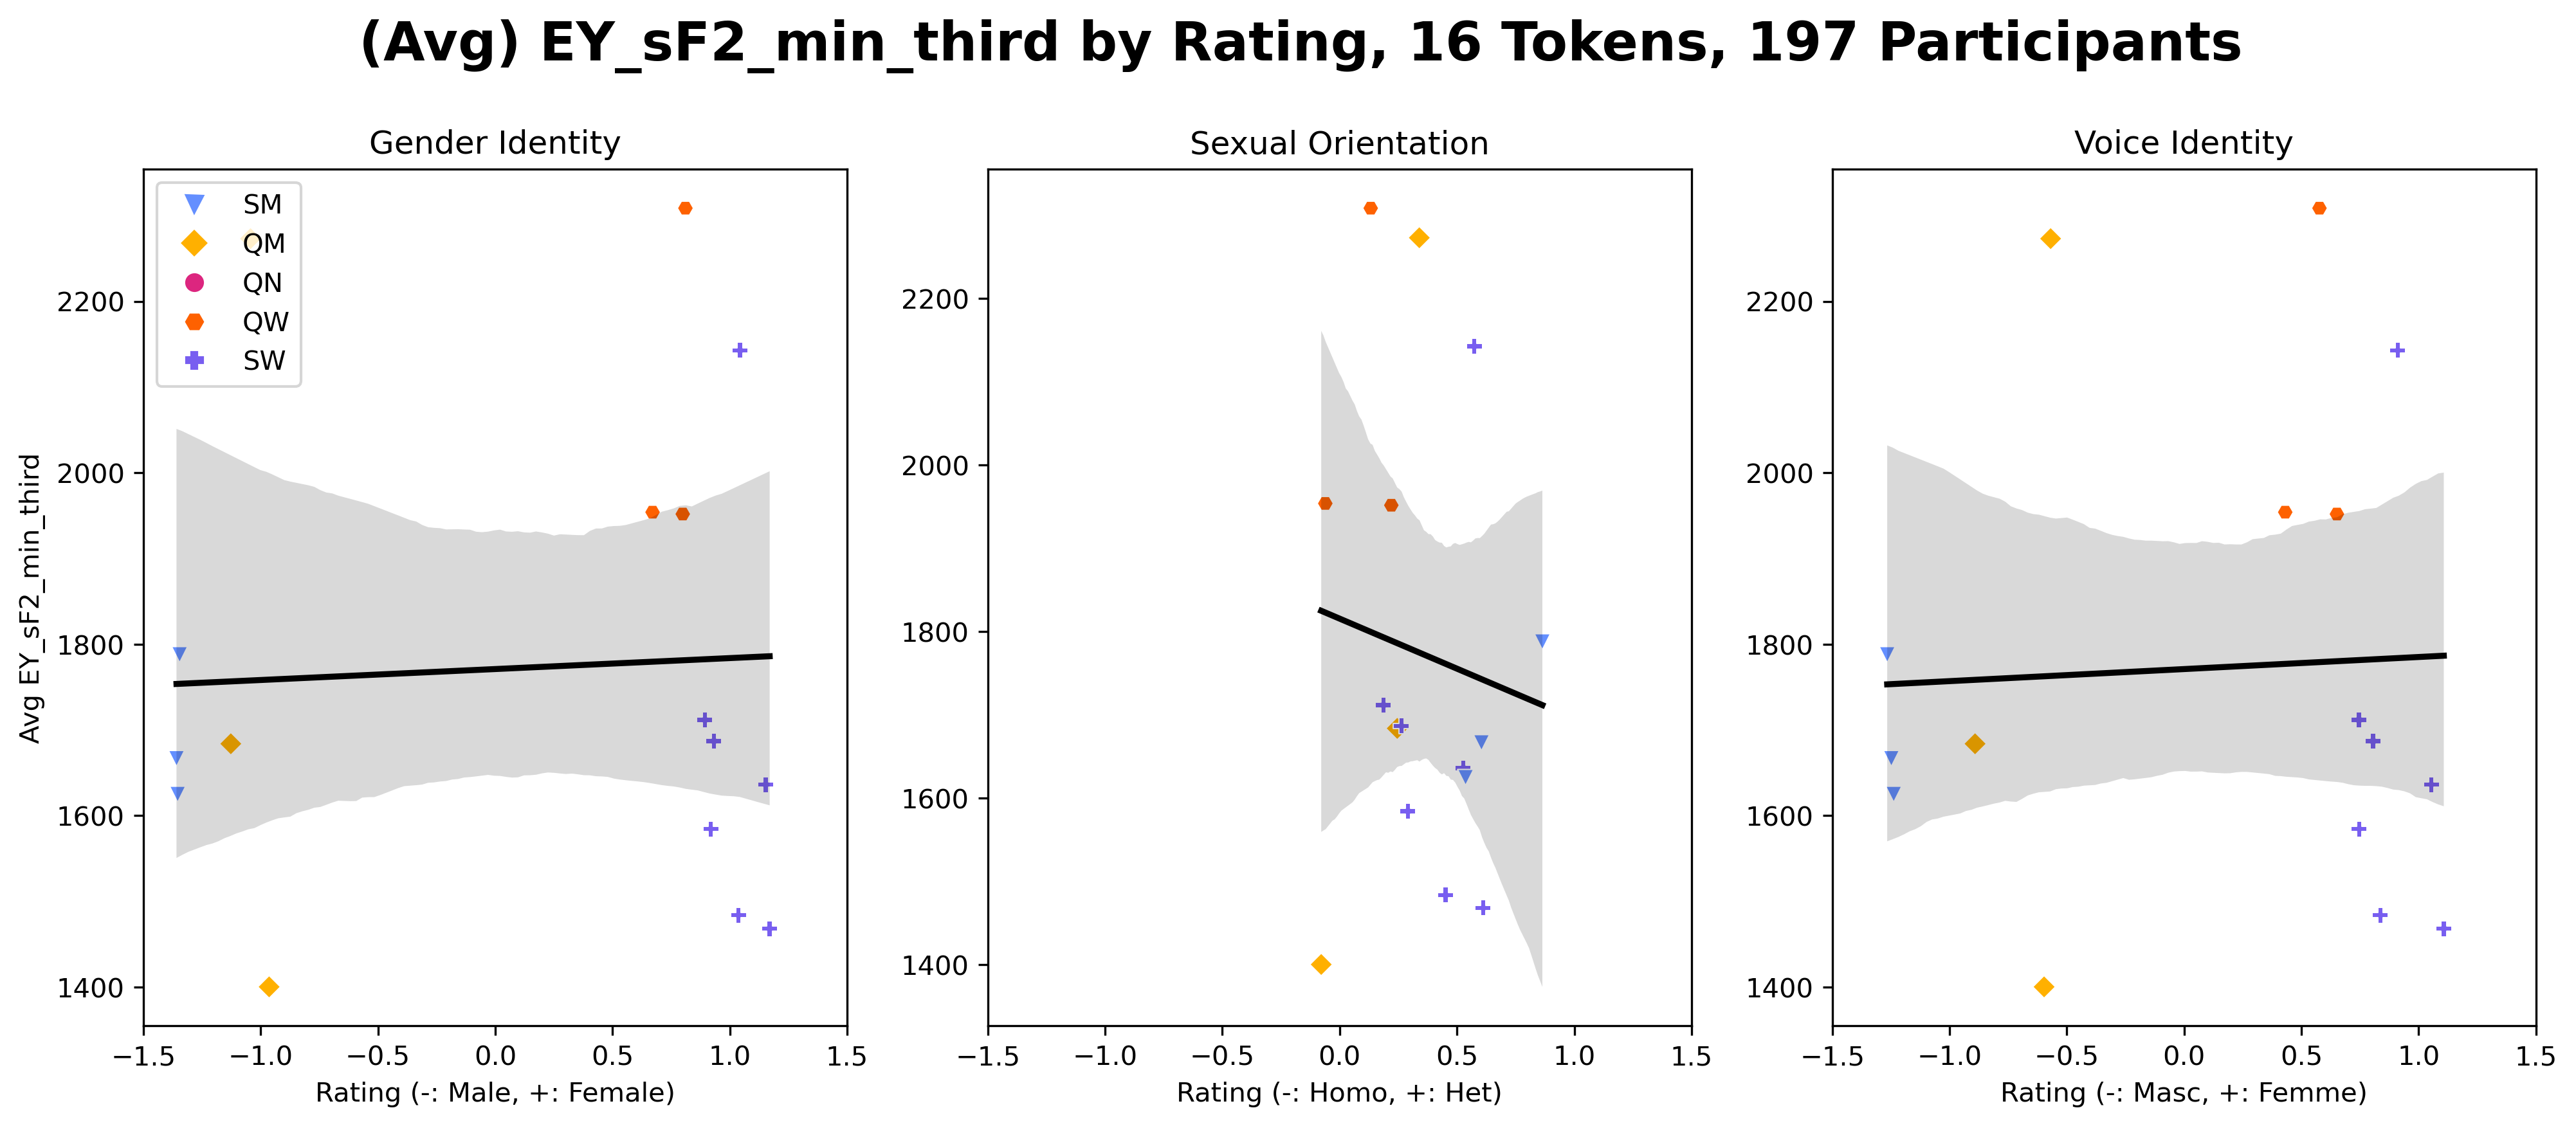 (Avg) EY_sF2_min_third by Rating, 16 Tokens, 197 Participants
Gender Identity
Sexual Orientation
Voice Identity
SM
QM
QN
QW
SW
Avg EY_sF2_min_third
2200
2000
1800
1600
1400
−1.5 −1.0 −0.5 0.0 0.5 1.0 1.5
Rating (-: Male, +: Female)
2200
2000
1800
1600
1400
−1.5 −1.0 −0.5 0.0 0.5 1.0 1.5
Rating (-: Homo, +: Het)
2200
2000
1800
1600
1400
−1.5 −1.0 −0.5 0.0 0.5 1.0 1.5
Rating (-: Masc, +: Femme)